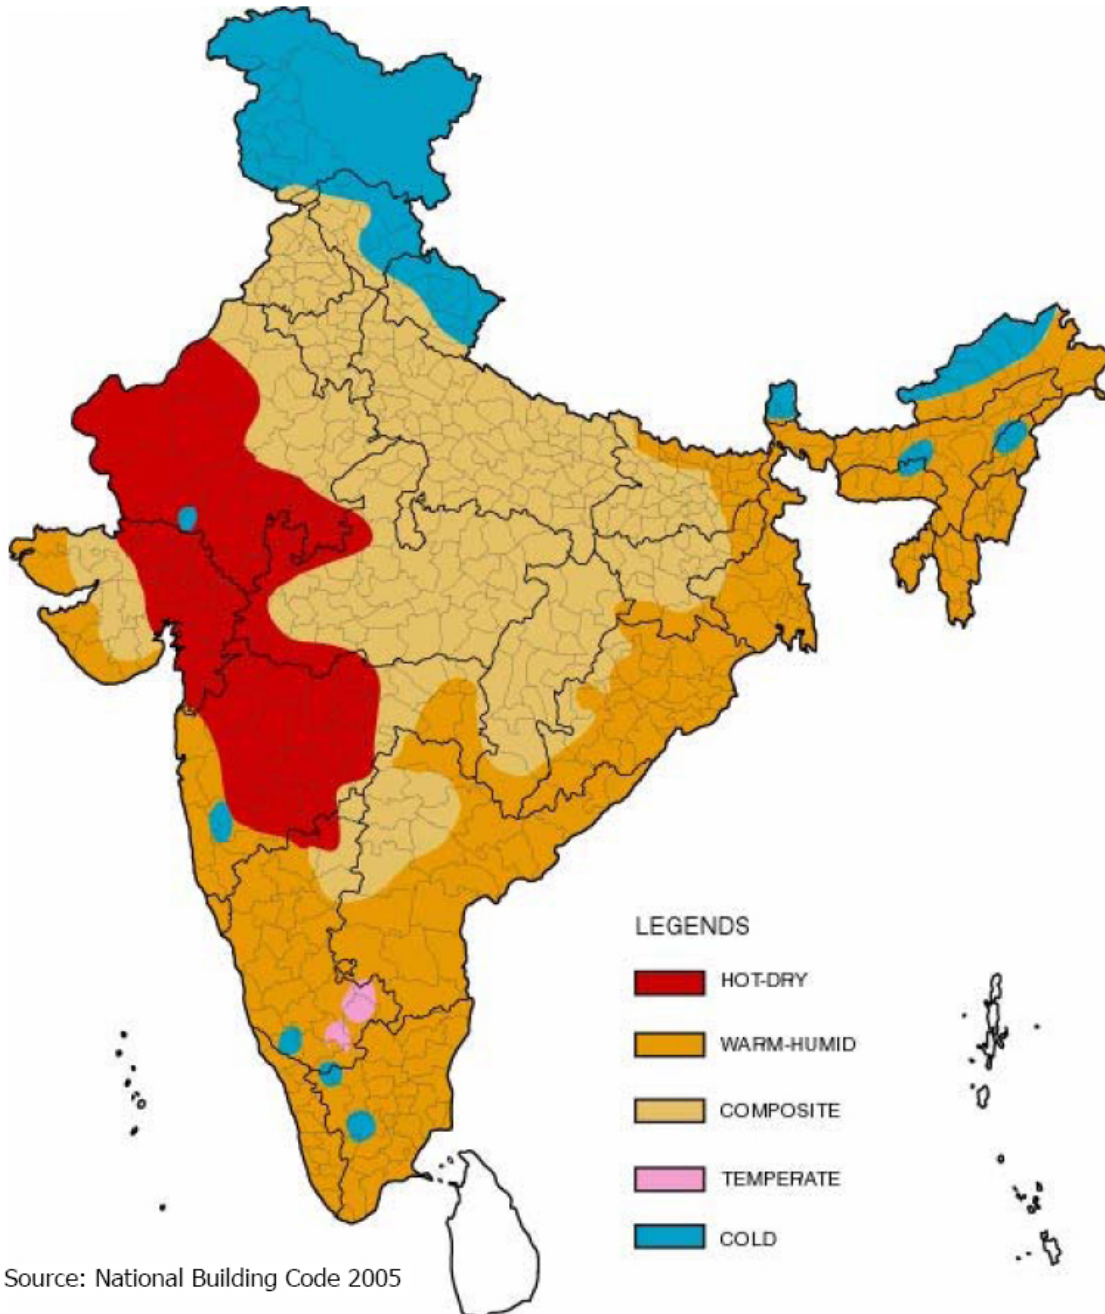 LEGENDS
HOT-DRY
WARM-HUMID
COMPOSITE
TEMPERATE
COLD
Source: National Building Code 2005